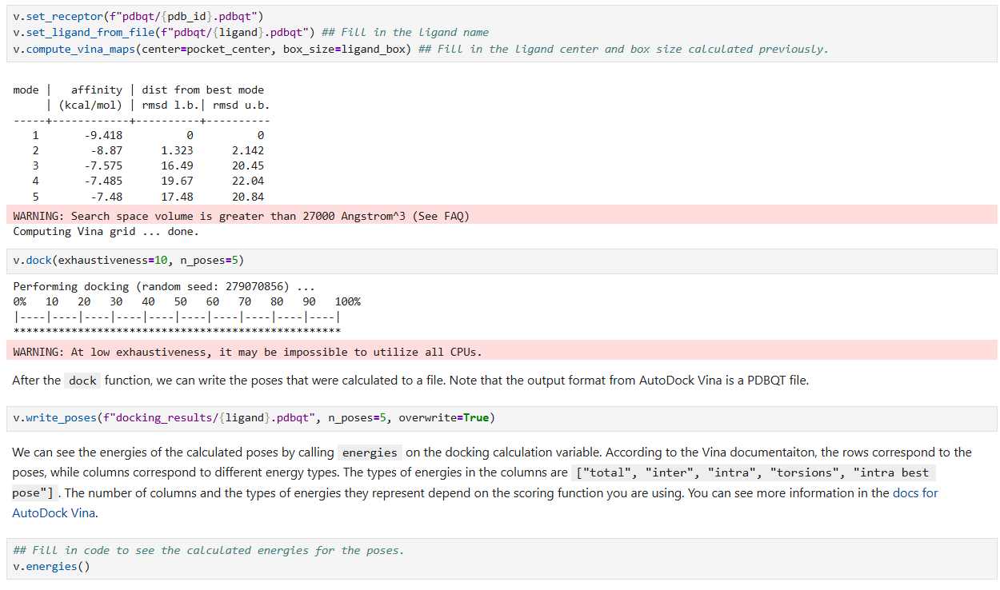 v.set_receptor(f"pdbqt/{pdb_id}.pdbqt")
v.set_ligand_from_file(f"pdbqt/{ligand}.pdbqt") ## Fill in the ligand name
v.compute_vina_maps(center=pocket_center, box_size=ligand_box) ## Fill in the ligand center and box size calculated previously.
mode |   affinity | dist from best mode
     | (kcal/mol) | rmsd l.b.| rmsd u.b.
-----+------------+----------+----------
   1       -9.418          0          0
   2        -8.87      1.323      2.142
   3       -7.575      16.49      20.45
   4       -7.485      19.67      22.04
   5        -7.48      17.48      20.84
WARNING: Search space volume is greater than 27000 Angstrom^3 (See FAQ)
Computing Vina grid ... done.
v.dock(exhaustiveness=10, n_poses=5)
Performing docking (random seed: 279070856) ...
0%   10   20   30   40   50   60   70   80   90   100%
|----|----|----|----|----|----|----|----|----|----|
***************************************************
WARNING: At low exhaustiveness, it may be impossible to utilize all CPUs.
After the dock function, we can write the poses that were calculated to a file. Note that the output format from AutoDock Vina is a PDBQT file.
v.write_poses(f"docking_results/{ligand}.pdbqt", n_poses=5, overwrite=True)
We can see the energies of the calculated poses by calling energies on the docking calculation variable. According to the Vina documentaiton, the rows correspond to the
poses, while columns correspond to different energy types. The types of energies in the columns are ["total", "inter", "intra", "torsions", "intra best
pose"] . The number of columns and the types of energies they represent depend on the scoring function you are using. You can see more information in the docs for
AutoDock Vina.
## Fill in code to see the calculated energies for the poses.
v.energies()